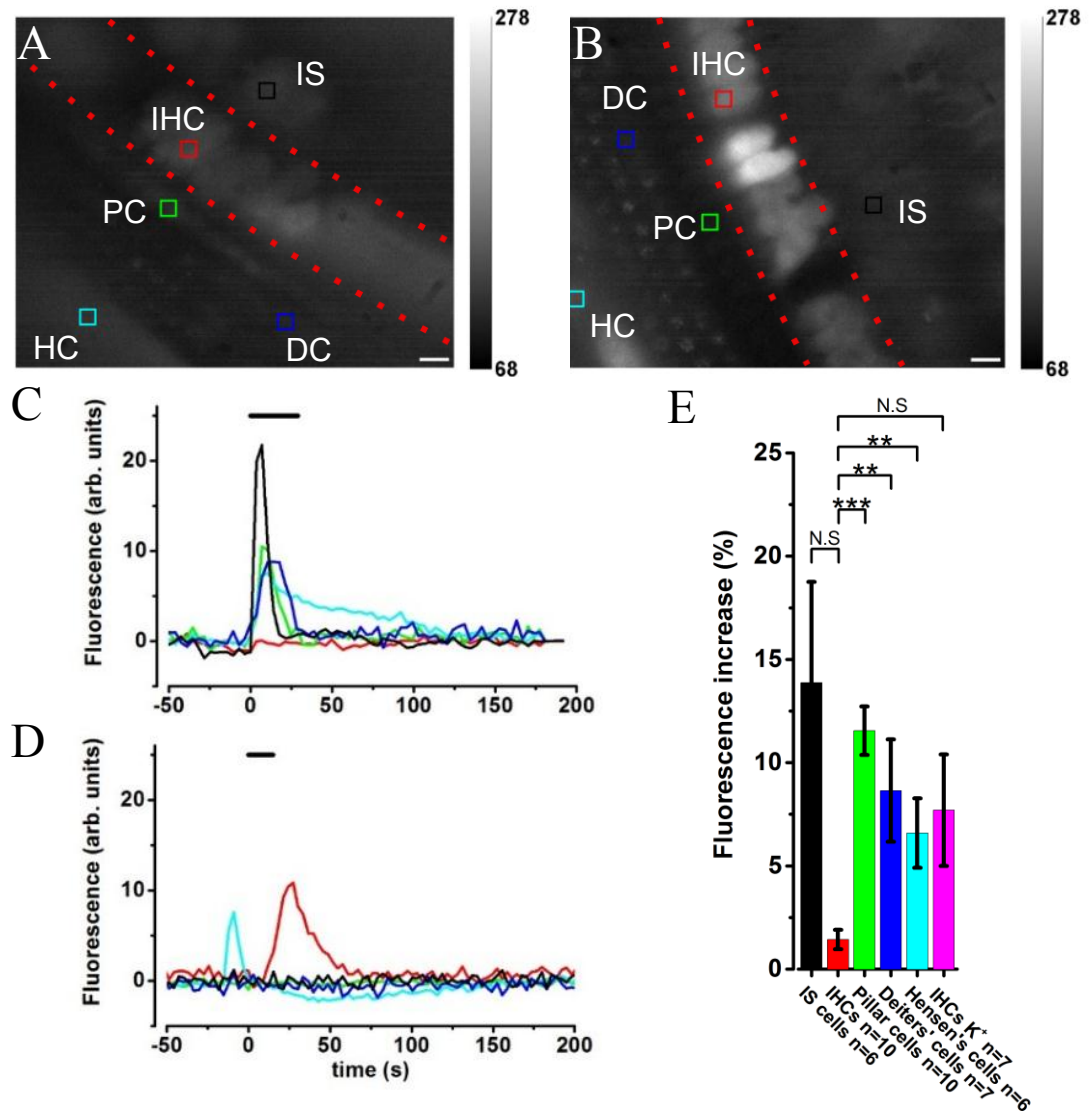 A
278
IS
IHC
PC
HC
DC
68
B
278
IHC
DC
PC
IS
HC
68
C
Fluorescence (arb. units)
20
10
0
-50
0
50
100
150
200
D
Fluorescence (arb. units)
20
10
0
-50
0
50
100
150
200
time (s)
E
N.S
**
**
***
N.S
Fluorescence increase (%)
25
20
15
10
5
0
IS cells n=6
IHCs n=10
Pillar cells n=10
Deiters' cells n=7
Hensen's cells n=6
IHCs K⁺ n=7